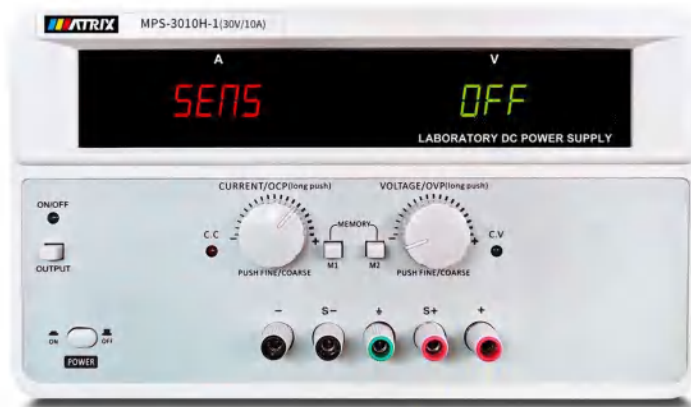 MATRIX MPS-3010H-1(30V/10A)
A V
SENS OFF
LABORATORY DC POWER SUPPLY
CURRENT/OCP(long push) VOLTAGE/OVP(long push)
ON/OFF
C.C MEMORY C.V
- + - +
OUTPUT
M1 M2
PUSH FINE/COARSE PUSH FINE/COARSE
- S- S+ +
ON OFF
POWER